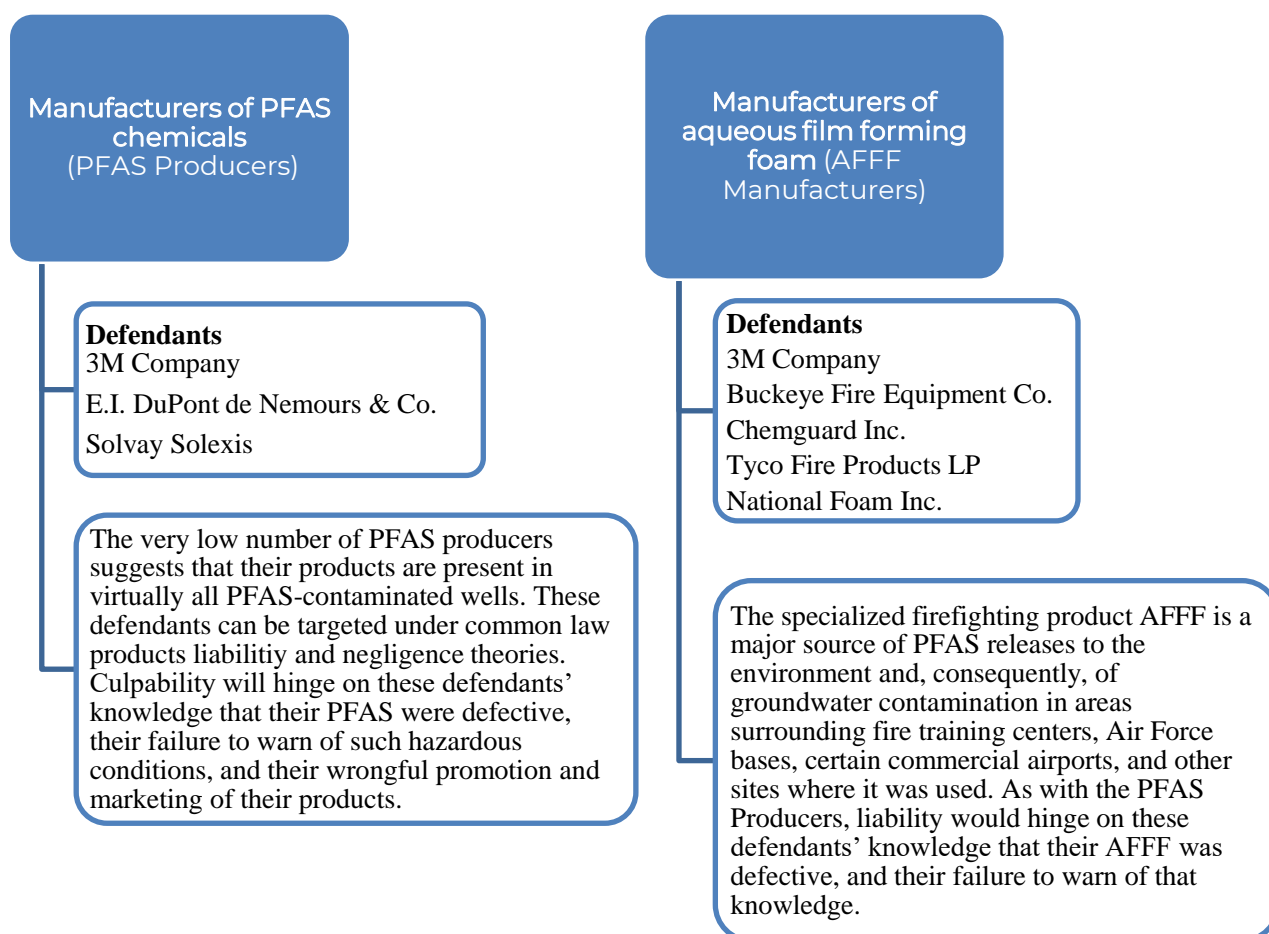 Manufacturers of PFAS
chemicals
(PFAS Producers)
Defendants
3M Company
E.I. DuPont de Nemours & Co.
Solvay Solexis
The very low number of PFAS producers
suggests that their products are present in
virtually all PFAS-contaminated wells. These
defendants can be targeted under common law
products liabilitiy and negligence theories.
Culpability will hinge on these defendants’
knowledge that their PFAS were defective,
their failure to warn of such hazardous
conditions, and their wrongful promotion and
marketing of their products.
Manufacturers of
aqueous film forming
foam (AFFF
Manufacturers)
Defendants
3M Company
Buckeye Fire Equipment Co.
Chemguard Inc.
Tyco Fire Products LP
National Foam Inc.
The specialized firefighting product AFFF is a
major source of PFAS releases to the
environment and, consequently, of
groundwater contamination in areas
surrounding fire training centers, Air Force
bases, certain commercial airports, and other
sites where it was used. As with the PFAS
Producers, liability would hinge on these
defendants’ knowledge that their AFFF was
defective, and their failure to warn of that
knowledge.